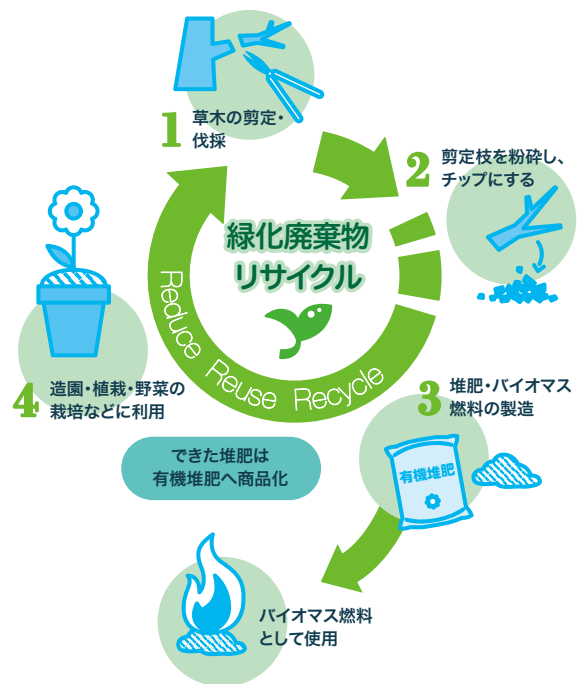 緑化廃棄物
リサイクル
1
草木の剪定・
伐採
2
剪定枝を粉砕し、
チップにする
3
堆肥・バイオマス
燃料の製造
有機堆肥
4
造園・植栽・野菜の
栽培などに利用
Reduce Reuse Recycle
できた堆肥は
有機堆肥へ商品化
バイオマス燃料
として使用